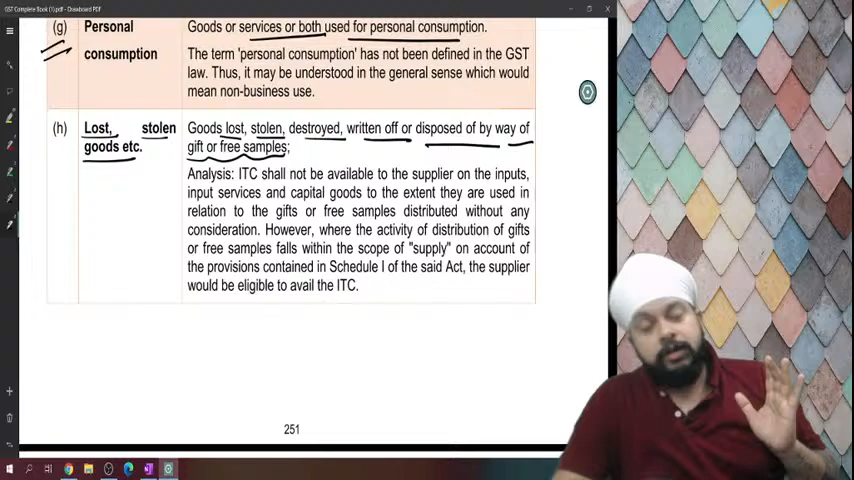 GST Complete Book (1).pdf - Drawboard PDF
(g) Personal consumption
Goods or services or both used for personal consumption.
The term 'personal consumption' has not been defined in the GST
law. Thus, it may be understood in the general sense which would
mean non-business use.
(h) Lost, stolen
goods etc.
Goods lost, stolen, destroyed, written off or disposed of by way of
gift or free samples;
Analysis: ITC shall not be available to the supplier on the inputs,
input services and capital goods to the extent they are used in
relation to the gifts or free samples distributed without any
consideration. However, where the activity of distribution of gifts
or free samples falls within the scope of "supply" on account of
the provisions contained in Schedule I of the said Act, the supplier
would be eligible to avail the ITC.
251